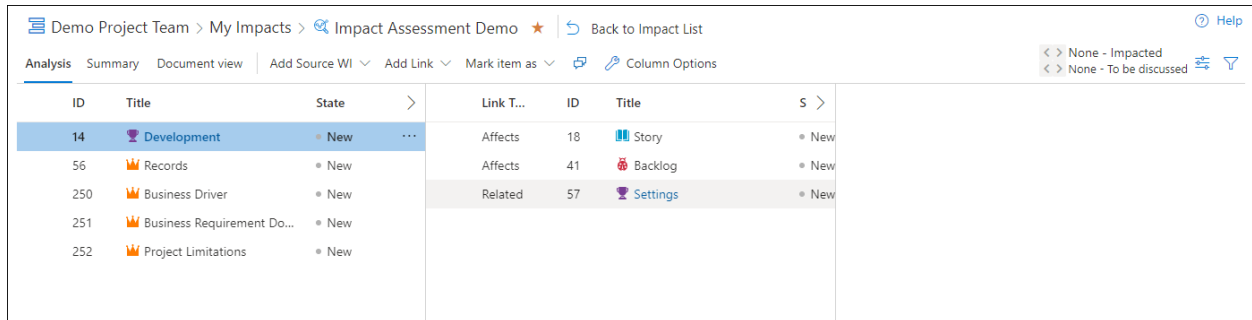 Demo Project Team > My Impacts > Impact Assessment Demo Back to Impact List Help
Analysis Summary Document view Add Source WI Add Link Mark item as Column Options
< > None - Impacted
< > None - To be discussed
ID Title State > Link T... ID Title S >
14 Development New ... Affects 18 Story New
56 Records New Affects 41 Backlog New
250 Business Driver New Related 57 Settings New
251 Business Requirement Do... New
252 Project Limitations New